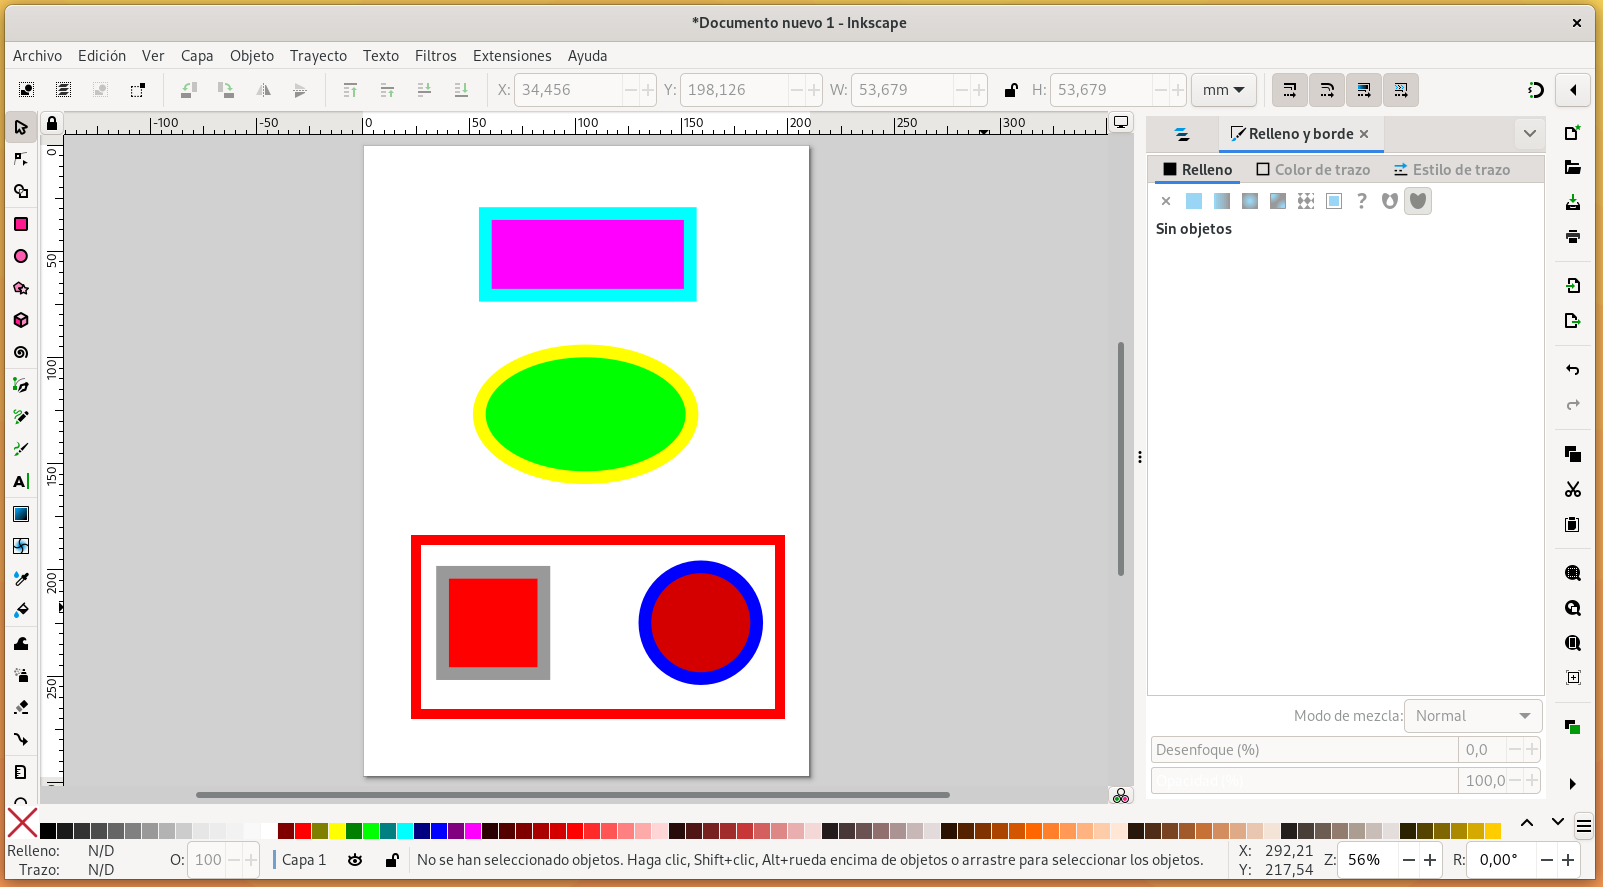 *Documento nuevo 1 - Inkscape
Archivo Edición Ver Capa Objeto Trayecto Texto Filtros Extensiones Ayuda
X: 34,456 Y: 198,126 W: 53,679 H: 53,679 mm
-100 -50 0 50 100 150 200 250 300
0
50
100
150
200
250
Relleno y borde
Relleno Color de trazo Estilo de trazo
?
Sin objetos
A
Modo de mezcla: Normal
Desenfoque (%) 0,0
Opacidad (%) 100,0
Relleno: N/D
Trazo: N/D
O: 100
Capa 1
No se han seleccionado objetos. Haga clic, Shift+clic, Alt+rueda encima de objetos o arrastre para seleccionar los objetos.
X: 292,21
Y: 217,54
Z: 56%
R: 0,00°